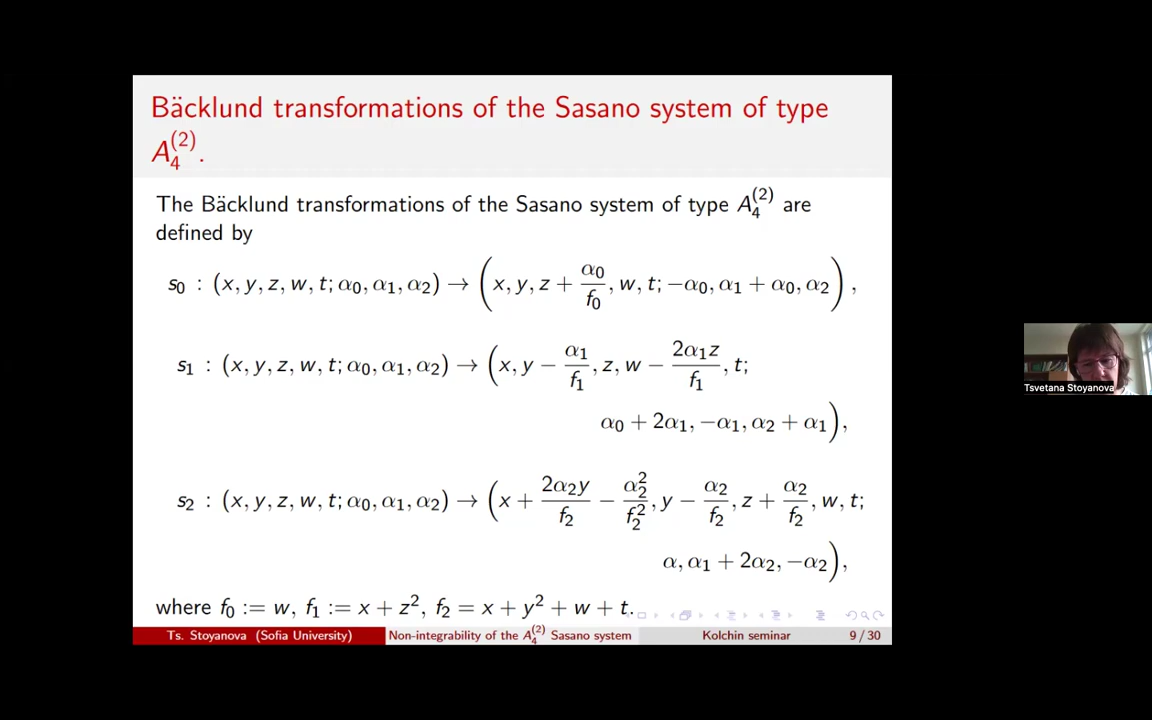 Bäcklund transformations of the Sasano system of type
A₄⁽²⁾.
The Bäcklund transformations of the Sasano system of type A₄⁽²⁾ are
defined by
s₀ : (x, y, z, w, t; α₀, α₁, α₂) → (x, y, z + α₀/f₀, w, t; −α₀, α₁ + α₀, α₂),
s₁ : (x, y, z, w, t; α₀, α₁, α₂) → (x, y − α₁/f₁, z, w − 2α₁z/f₁, t;
α₀ + 2α₁, −α₁, α₂ + α₁),
s₂ : (x, y, z, w, t; α₀, α₁, α₂) → (x + 2α₂y/f₂ − α₂²/f₂², y − α₂/f₂, z + α₂/f₂, w, t;
α, α₁ + 2α₂, −α₂),
where f₀ := w, f₁ := x + z², f₂ = x + y² + w + t.
Ts. Stoyanova (Sofia University) Non-integrability of the A₄⁽²⁾ Sasano system Kolchin seminar 9 / 30
Tsvetana Stoyanova